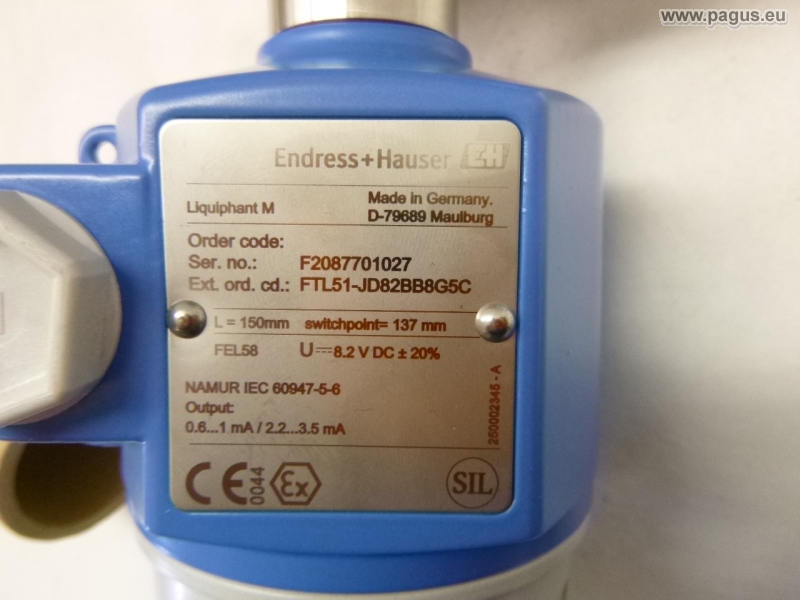 www.pagus.eu
Endress+Hauser EH
Liquiphant M
Made in Germany.
D-79689 Maulburg
Order code:
Ser. no.: F2087701027
Ext. ord. cd.: FTL51-JD82BB8G5C
L = 150mm switchpoint= 137 mm
FEL58 U⎓8.2 V DC ± 20%
NAMUR IEC 60947-5-6
Output:
0.6...1 mA / 2.2...3.5 mA
250002345 - A
CE 0044 Ex SIL